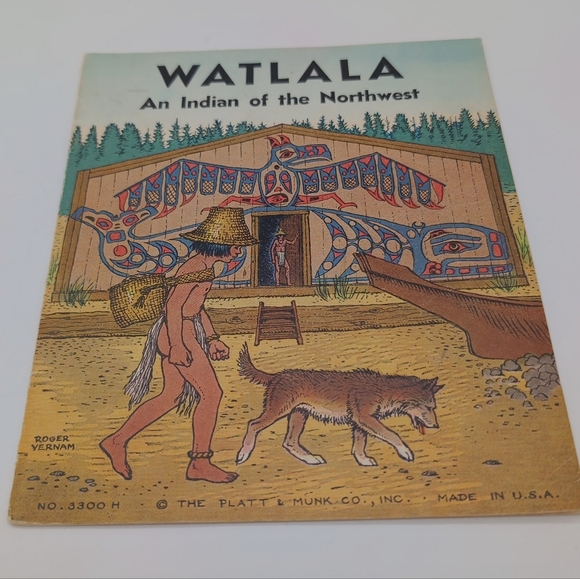 WATLALA
An Indian of the Northwest
ROGER
VERNAM
NO. 3300 H · © THE PLATT & MUNK CO., INC. · MADE IN U.S.A.